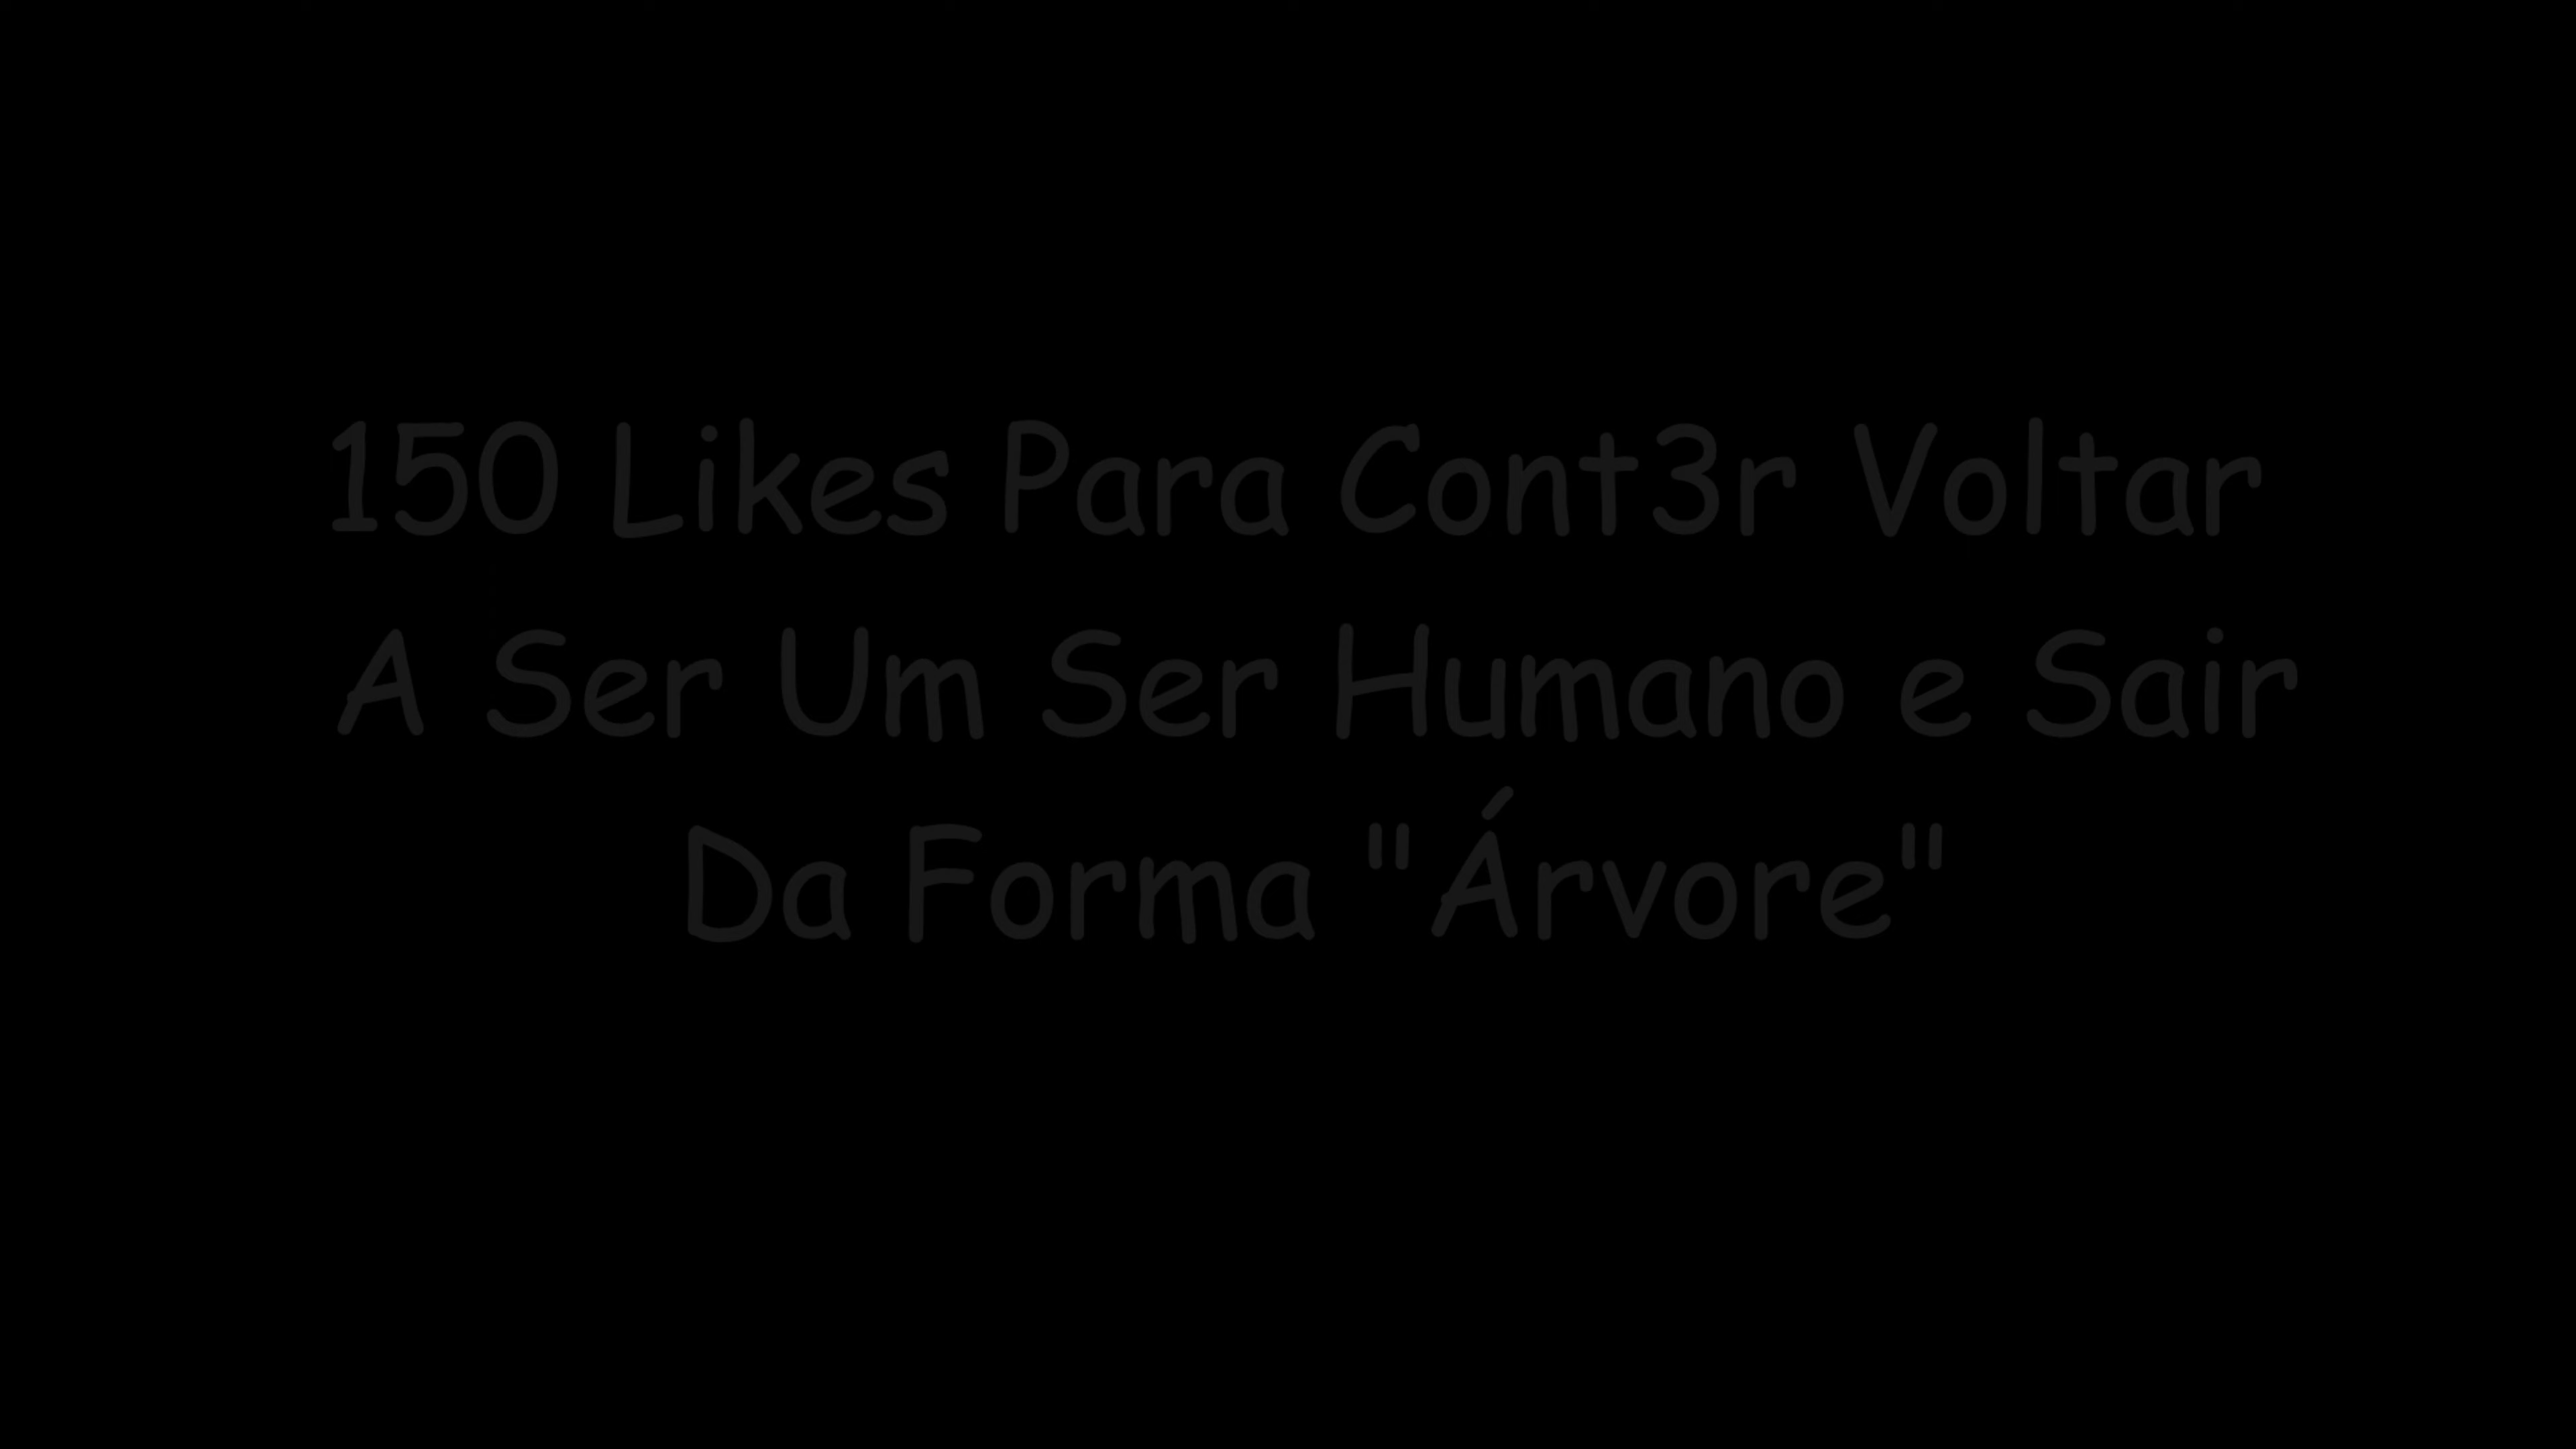 150 Likes Para Cont3r Voltar
A Ser Um Ser Humano e Sair
Da Forma "Árvore"